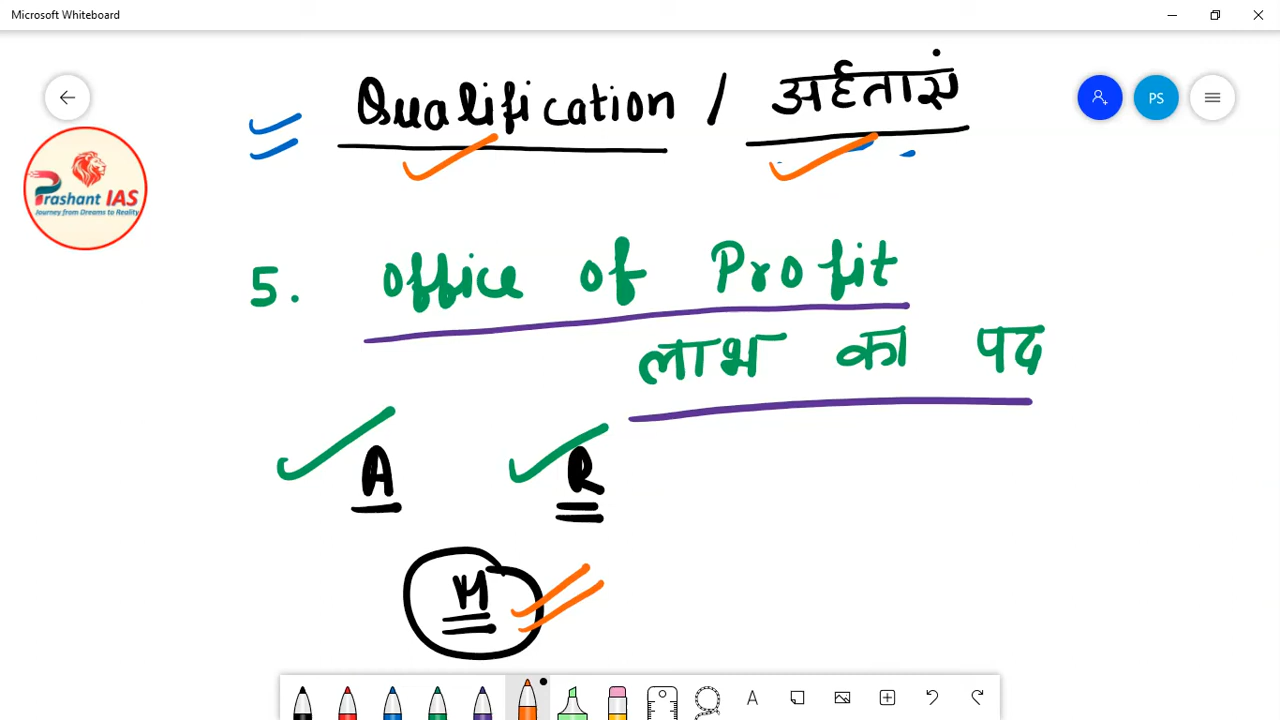 Microsoft Whiteboard
Qualification / अर्हताएं
PS
Prashant IAS
Journey from Dreams to Reality
5. Office of Profit
लाभ का पद
A R
M
A